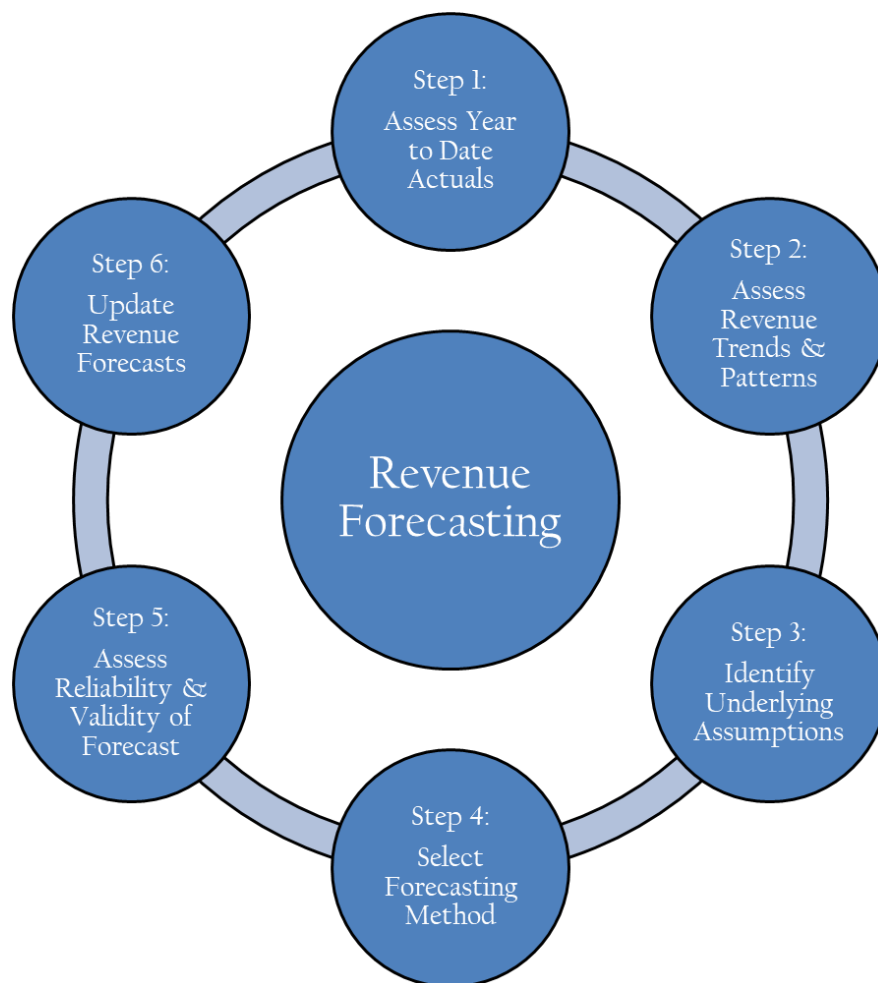 Step 1:
Assess Year
to Date
Actuals
Step 2:
Assess
Revenue
Trends &
Patterns
Step 3:
Identify
Underlying
Assumptions
Step 4:
Select
Forecasting
Method
Step 5:
Assess
Reliability &
Validity of
Forecast
Step 6:
Update
Revenue
Forecasts
Revenue
Forecasting